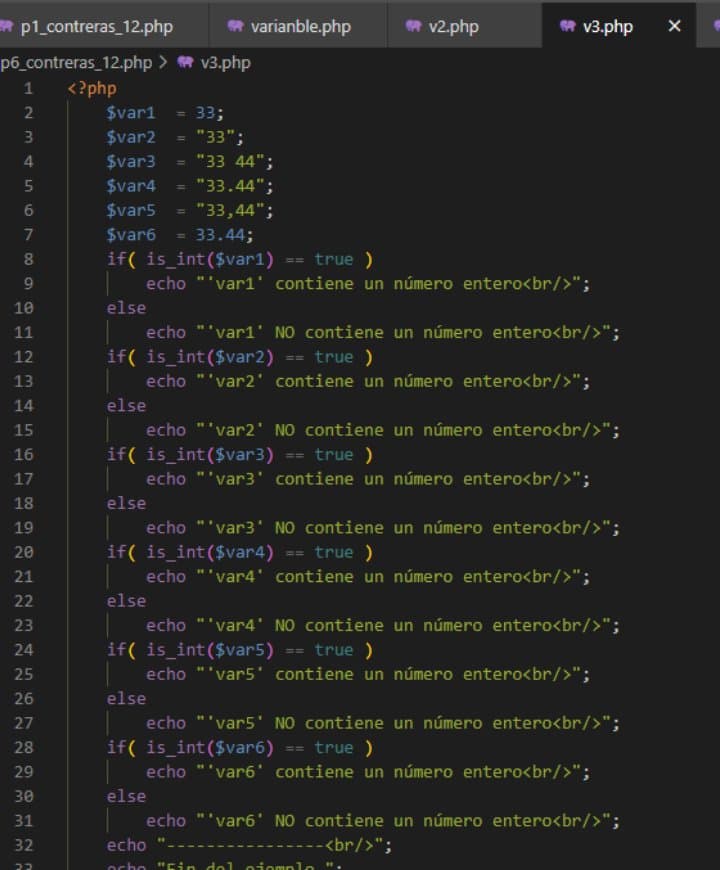 p1_contreras_12.php varianble.php v2.php v3.php ×
p6_contreras_12.php > v3.php
1 <?php
2 $var1 = 33;
3 $var2 = "33";
4 $var3 = "33 44";
5 $var4 = "33.44";
6 $var5 = "33,44";
7 $var6 = 33.44;
8 if( is_int($var1) == true )
9 echo "'var1' contiene un número entero<br/>";
10 else
11 echo "'var1' NO contiene un número entero<br/>";
12 if( is_int($var2) == true )
13 echo "'var2' contiene un número entero<br/>";
14 else
15 echo "'var2' NO contiene un número entero<br/>";
16 if( is_int($var3) == true )
17 echo "'var3' contiene un número entero<br/>";
18 else
19 echo "'var3' NO contiene un número entero<br/>";
20 if( is_int($var4) == true )
21 echo "'var4' contiene un número entero<br/>";
22 else
23 echo "'var4' NO contiene un número entero<br/>";
24 if( is_int($var5) == true )
25 echo "'var5' contiene un número entero<br/>";
26 else
27 echo "'var5' NO contiene un número entero<br/>";
28 if( is_int($var6) == true )
29 echo "'var6' contiene un número entero<br/>";
30 else
31 echo "'var6' NO contiene un número entero<br/>";
32 echo "----------------<br/>";
33 echo "Fin del ejemplo.";